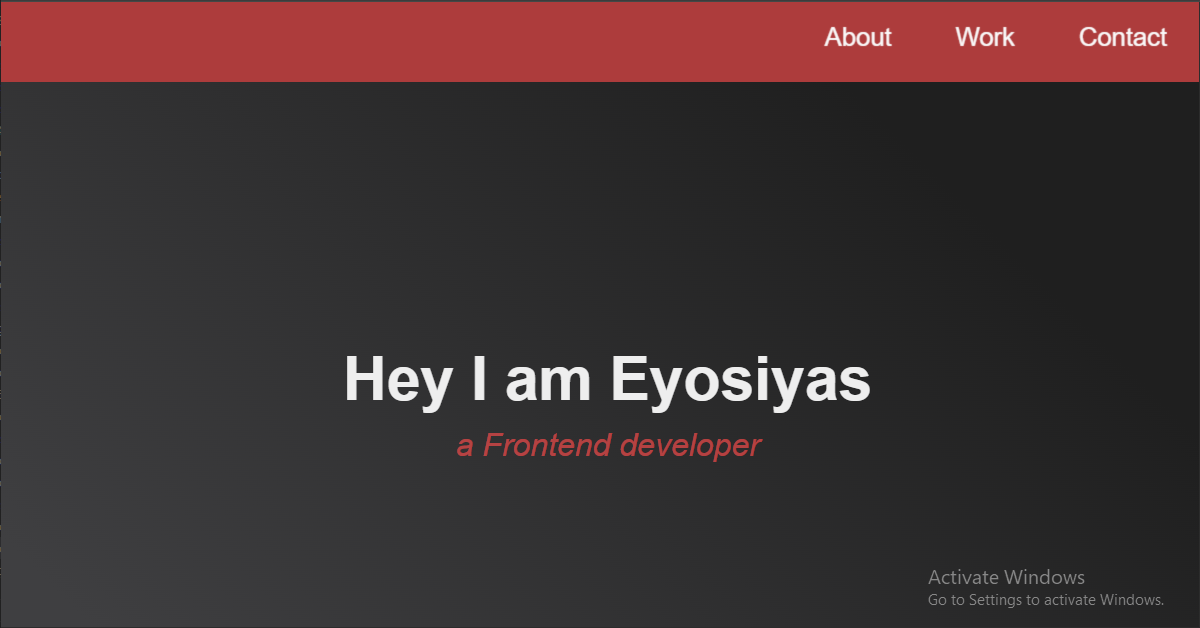 About Work Contact
Hey I am Eyosiyas
a Frontend developer
Activate Windows
Go to Settings to activate Windows.